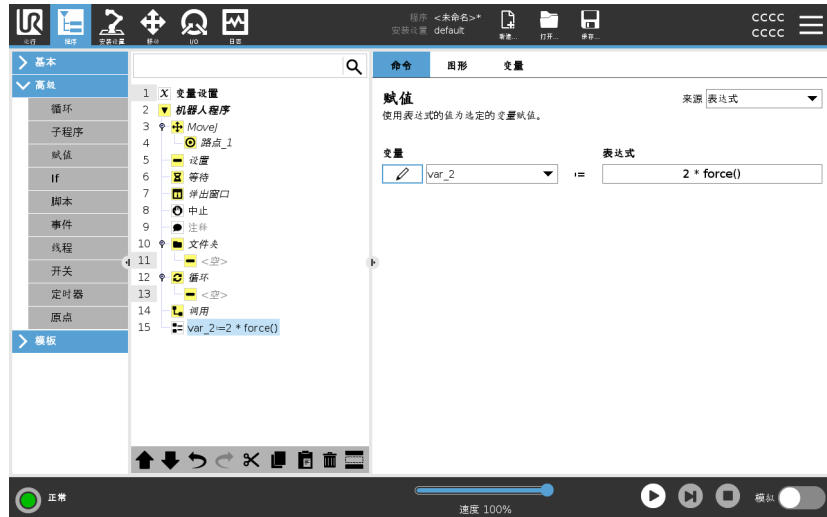 UR
运行 程序 安装设置 移动 I/O 日志
程序 <未命名>*
安装设置 default
新建... 打开... 保存...
CCCC
CCCC
基本
高级
循环
子程序
赋值
If
脚本
事件
线程
开关
定时器
原点
模板
1 X 变量设置
2 机器人程序
3 MoveJ
4 路点_1
5 设置
6 等待
7 弹出窗口
8 中止
9 注释
10 文件夹
11 <空>
12 循环
13 <空>
14 调用
15 var_2:=2 * force()
命令 图形 变量
赋值
来源 表达式
使用表达式的值为选定的变量赋值。
变量 表达式
var_2 := 2 * force()
正常
速度 100%
模拟